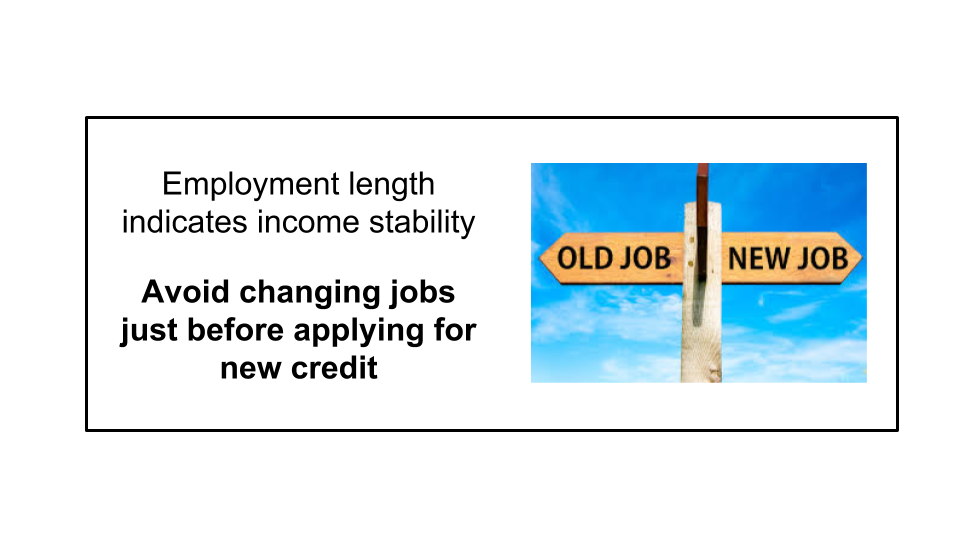 Employment length
indicates income stability
Avoid changing jobs
just before applying for
new credit
OLD JOB
NEW JOB